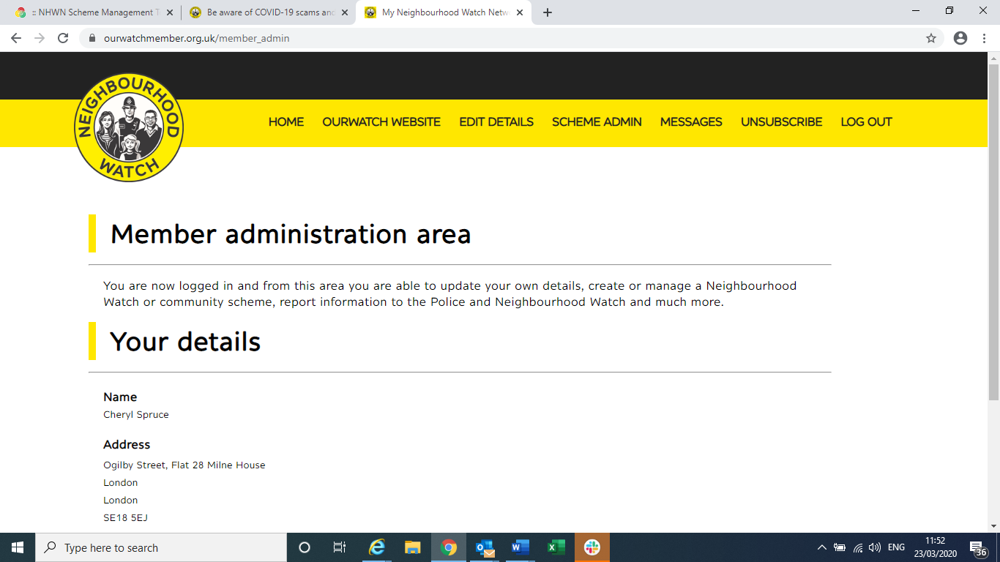 :: NHWN Scheme Management T
Be aware of COVID-19 scams and
My Neighbourhood Watch Netw
ourwatchmember.org.uk/member_admin
NEIGHBOURHOOD
WATCH
HOME OURWATCH WEBSITE EDIT DETAILS SCHEME ADMIN MESSAGES UNSUBSCRIBE LOG OUT
Member administration area
You are now logged in and from this area you are able to update your own details, create or manage a Neighbourhood
Watch or community scheme, report information to the Police and Neighbourhood Watch and much more.
Your details
Name
Cheryl Spruce
Address
Ogilby Street, Flat 28 Milne House
London
London
SE18 5EJ
Type here to search
ENG
11:52
23/03/2020
36